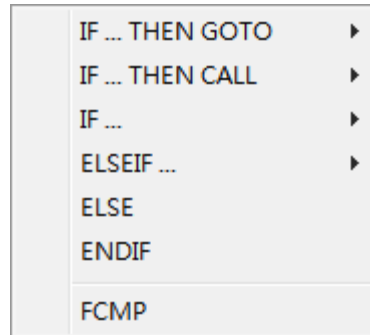 IF ... THEN GOTO
IF ... THEN CALL
IF ...
ELSEIF ...
ELSE
ENDIF
FCMP